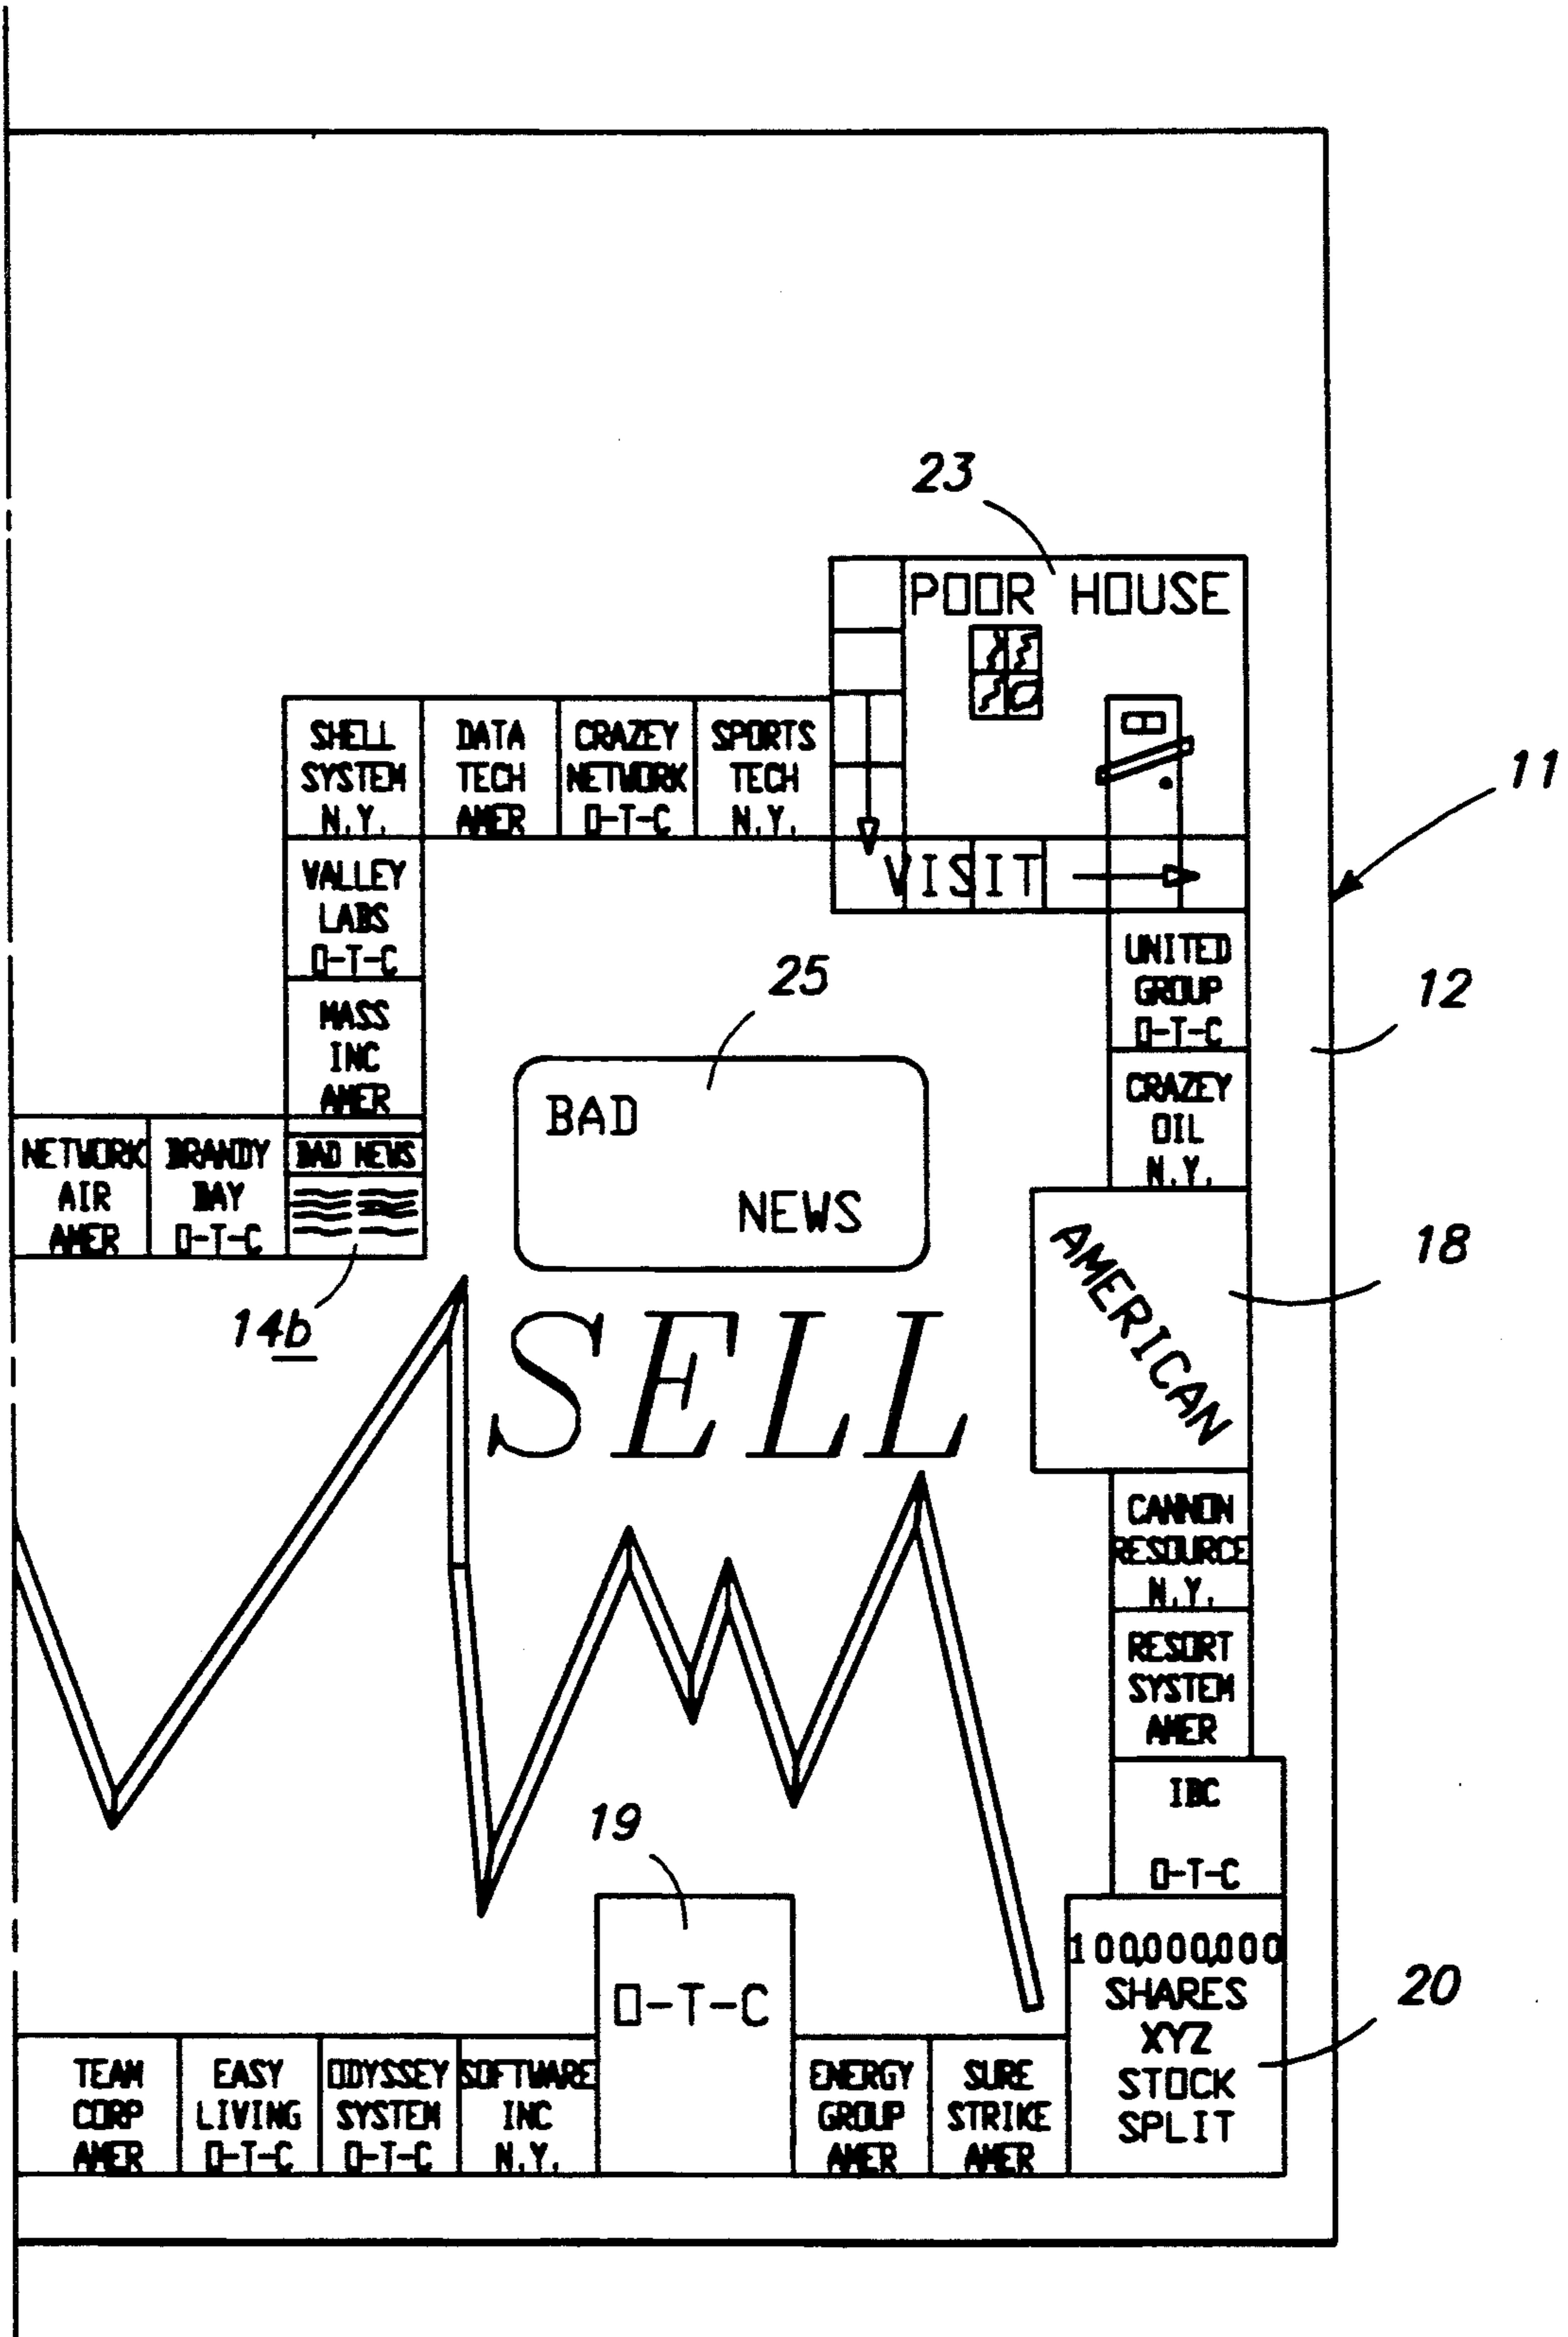 23
POOR HOUSE
SHELL
SYSTEM
N.Y.
DATA
TECH
AMER
CRAZEY
NETWORK
O-T-C
SPORTS
TECH
N.Y.
11
VISIT
VALLEY
LABS
O-T-C
MASS
INC
AMER
UNITED
GROUP
O-T-C
12
25
CRAZEY
OIL
N.Y.
BAD
NEWS
NETWORK
AIR
AMER
BRANDY
BAY
O-T-C
BAD NEWS
14b
AMERICAN
18
SELL
CANNON
RESOURCE
N.Y.
RESORT
SYSTEM
AMER
IBC
O-T-C
19
O-T-C
100,000,000
SHARES
XYZ
STOCK
SPLIT
20
TEAM
CORP
AMER
EASY
LIVING
O-T-C
ODYSSEY
SYSTEM
O-T-C
SOFTWARE
INC
N.Y.
ENERGY
GROUP
AMER
SURE
STRIKE
AMER